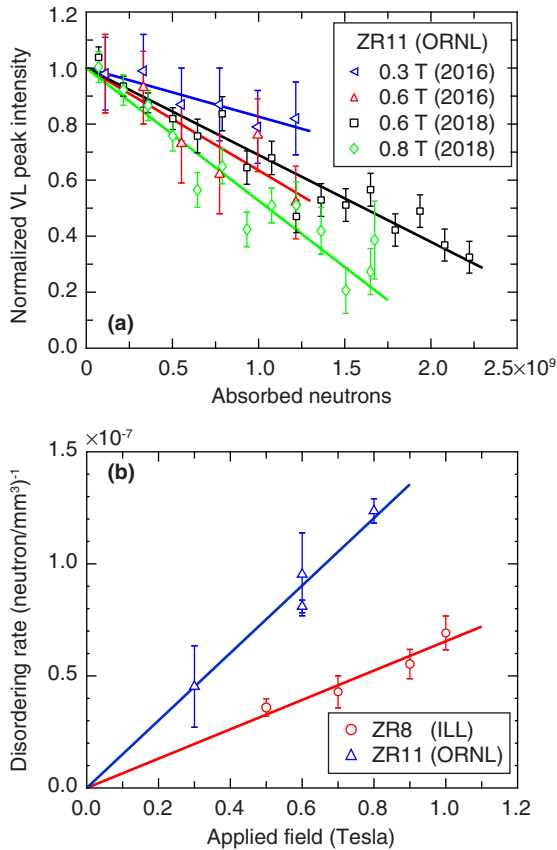 ZR11 (ORNL)
0.3 T (2016)
0.6 T (2016)
0.6 T (2018)
0.8 T (2018)
Normalized VL peak intensity
1.2
1.0
0.8
0.6
0.4
0.2
0.0
(a)
0 0.5 1.0 1.5 2.0 2.5×10⁹
Absorbed neutrons
×10⁻⁷
(b)
Disordering rate (neutron/mm³)⁻¹
1.5
1.0
0.5
0.0
ZR8 (ILL)
ZR11 (ORNL)
0.0 0.2 0.4 0.6 0.8 1.0 1.2
Applied field (Tesla)